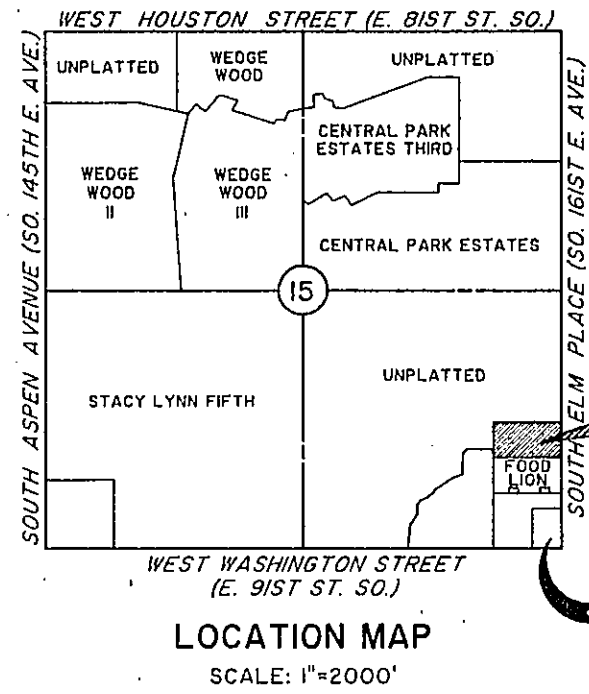 WEST HOUSTON STREET (E. 81ST ST. SO.)
UNPLATTED
WEDGE
WOOD
UNPLATTED
CENTRAL PARK
ESTATES THIRD
WEDGE
WOOD
II
WEDGE
WOOD
III
CENTRAL PARK ESTATES
SOUTH ASPEN AVENUE (SO. 145TH E. AVE.)
SOUTH ELM PLACE (SO. 161ST E. AVE.)
15
STACY LYNN FIFTH
UNPLATTED
FOOD
LION
WEST WASHINGTON STREET
(E. 91ST ST. SO.)
LOCATION MAP
SCALE: 1"=2000'